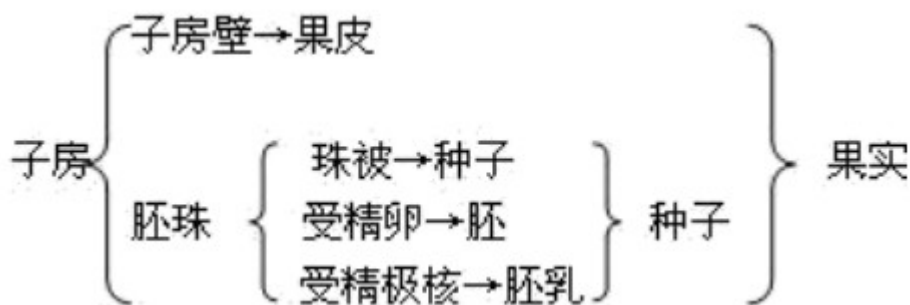 子房壁→果皮
子房
珠被→种子
果实
胚珠
受精卵→胚
种子
受精极核→胚乳